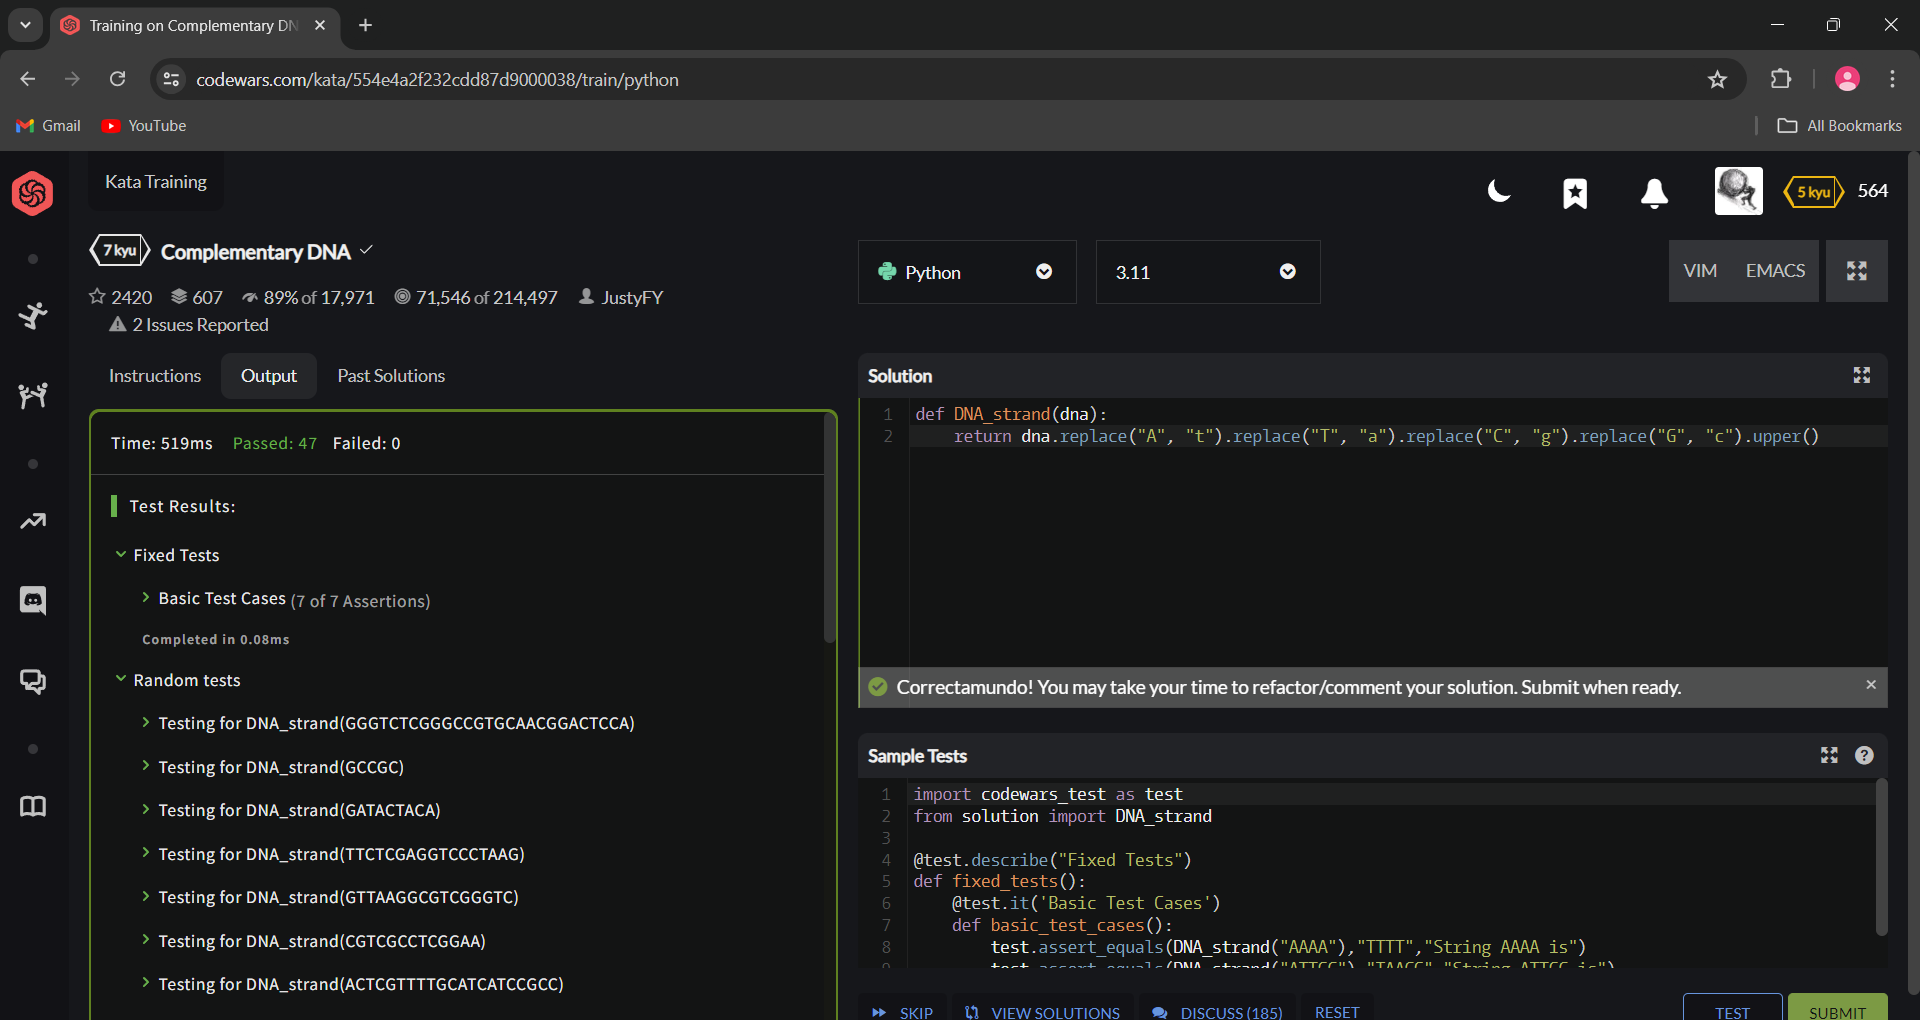 Training on Complementary DN
codewars.com/kata/554e4a2f232cdd87d9000038/train/python
Gmail
YouTube
All Bookmarks
Kata Training
5 kyu
564
7 kyu
Complementary DNA
2420
607
89% of 17,971
71,546 of 214,497
JustyFY
2 Issues Reported
Python
3.11
VIM
EMACS
Instructions
Output
Past Solutions
Time: 519ms Passed: 47 Failed: 0
Test Results:
Fixed Tests
Basic Test Cases (7 of 7 Assertions)
Completed in 0.08ms
Random tests
Testing for DNA_strand(GGGTCTCGGGCCGTGCAACGGACTCCA)
Testing for DNA_strand(GCCGC)
Testing for DNA_strand(GATACTACA)
Testing for DNA_strand(TTCTCGAGGTCCCTAAG)
Testing for DNA_strand(GTTAAGGCGTCGGGTC)
Testing for DNA_strand(CGTCGCCTCGGAA)
Testing for DNA_strand(ACTCGTTTTGCATCATCCGCC)
Solution
1 def DNA_strand(dna):
2 return dna.replace("A", "t").replace("T", "a").replace("C", "g").replace("G", "c").upper()
Correctamundo! You may take your time to refactor/comment your solution. Submit when ready.
Sample Tests
1 import codewars_test as test
2 from solution import DNA_strand
3
4 @test.describe("Fixed Tests")
5 def fixed_tests():
6 @test.it('Basic Test Cases')
7 def basic_test_cases():
8 test.assert_equals(DNA_strand("AAAA"),"TTTT","String AAAA is")
SKIP
VIEW SOLUTIONS
DISCUSS (185)
RESET
TEST
SUBMIT